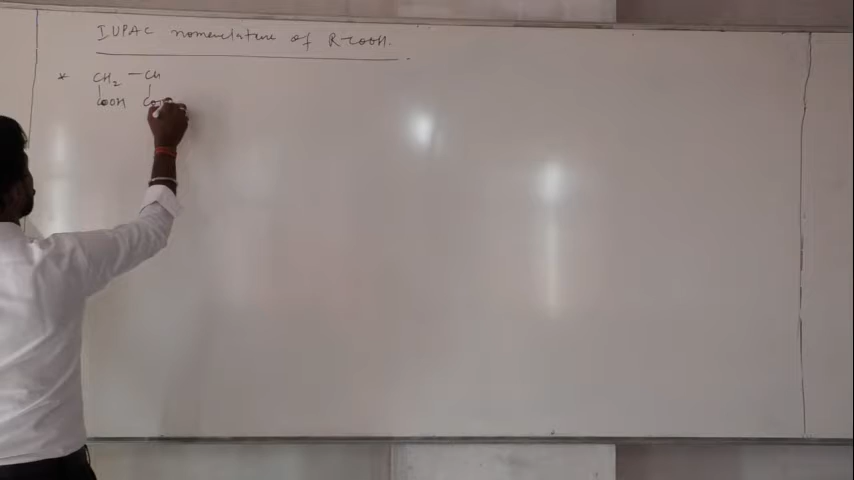 IUPAC nomenclature of R-COOH.
* CH₂ – CH
COOH CO